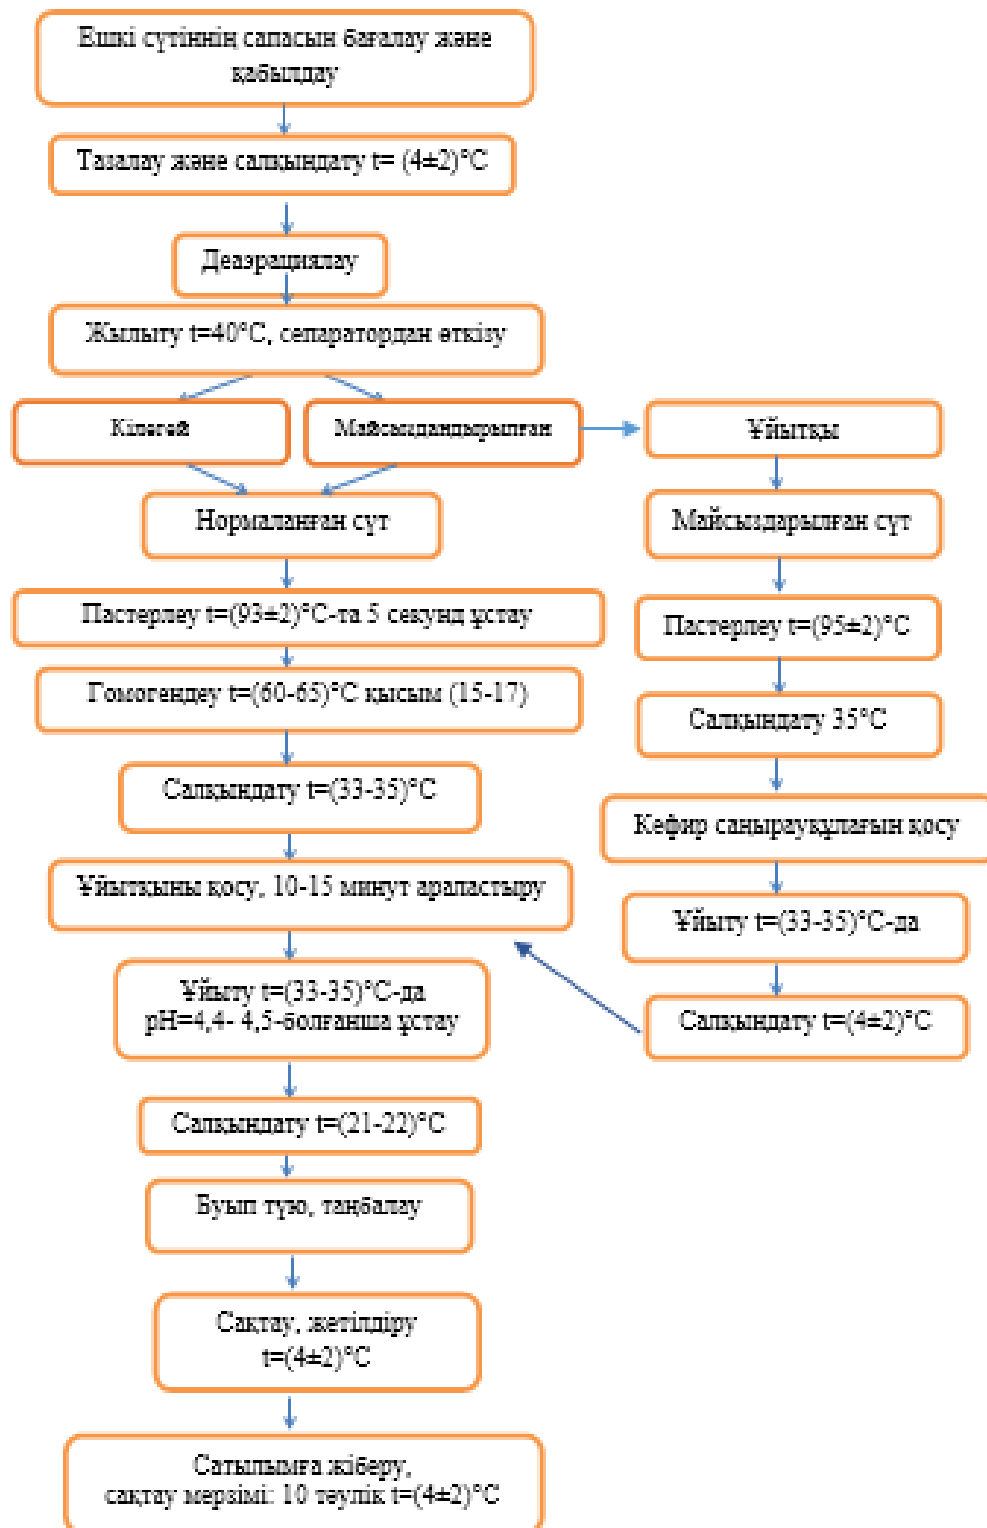 Ешкі сүтіннің сапасын бағалау және
қабылдау
Тазалау және салқындату t= (4±2)°С
Деаэрациялау
Жылыту t=40°С, сепаратордан өткізу
Кілегей
Майсыздандырылған
Ұйытқы
Нормаланған сүт
Майсыздарылған сүт
Пастерлеу t=(93±2)°С-та 5 секунд ұстау
Пастерлеу t=(95±2)°С
Гомогендеу t=(60-65)°С қысым (15-17)
Салқындату 35°С
Салқындату t=(33-35)°С
Кефир саңырауқұлағын қосу
Ұйытқыны қосу, 10-15 минут араластыру
Ұйыту t=(33-35)°С-да
Ұйыту t=(33-35)°С-да
рН=4,4- 4,5-болғанша ұстау
Салқындату t=(4±2)°С
Салқындату t=(21-22)°С
Буып түю, таңбалау
Сақтау, жетілдіру
t=(4±2)°С
Сатылымға жіберу,
сақтау мерзімі: 10 тәулік t=(4±2)°С